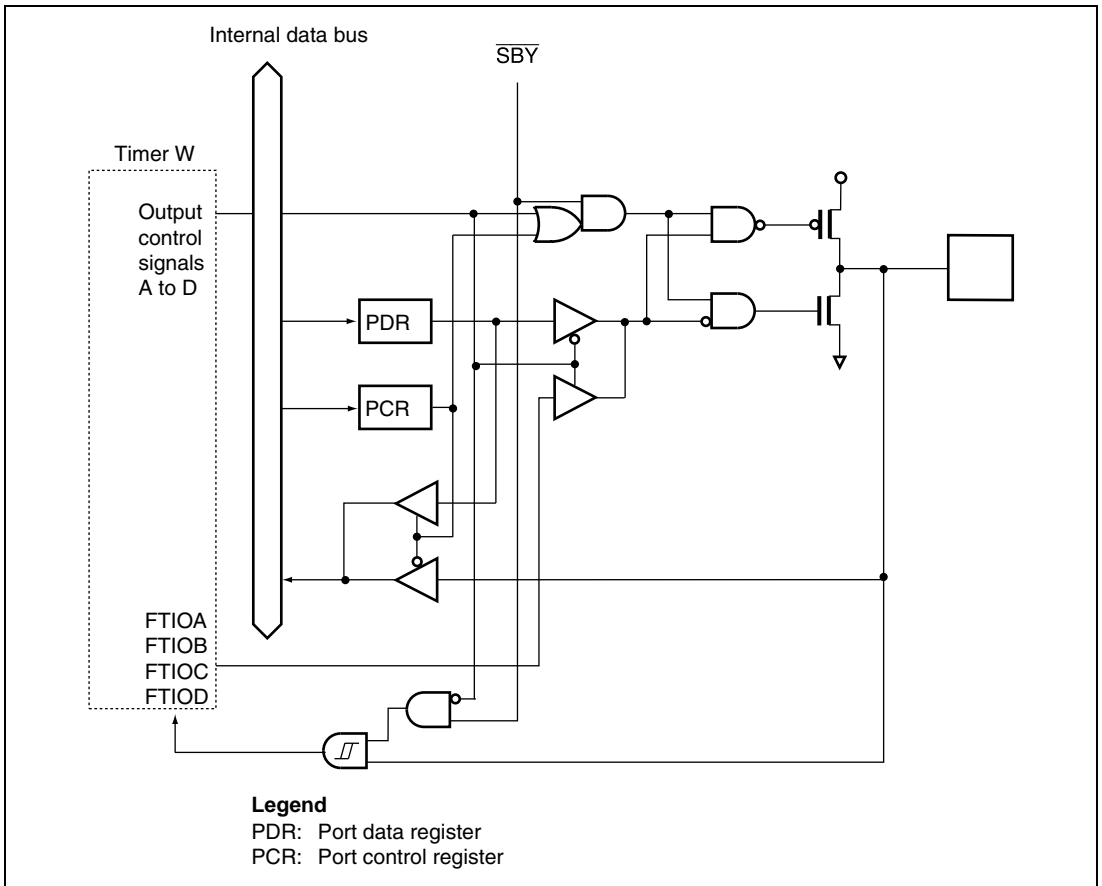 Internal data bus
SBY
Timer W
Output
control
signals
A to D
PDR
PCR
FTIOA
FTIOB
FTIOC
FTIOD
Legend
PDR: Port data register
PCR: Port control register